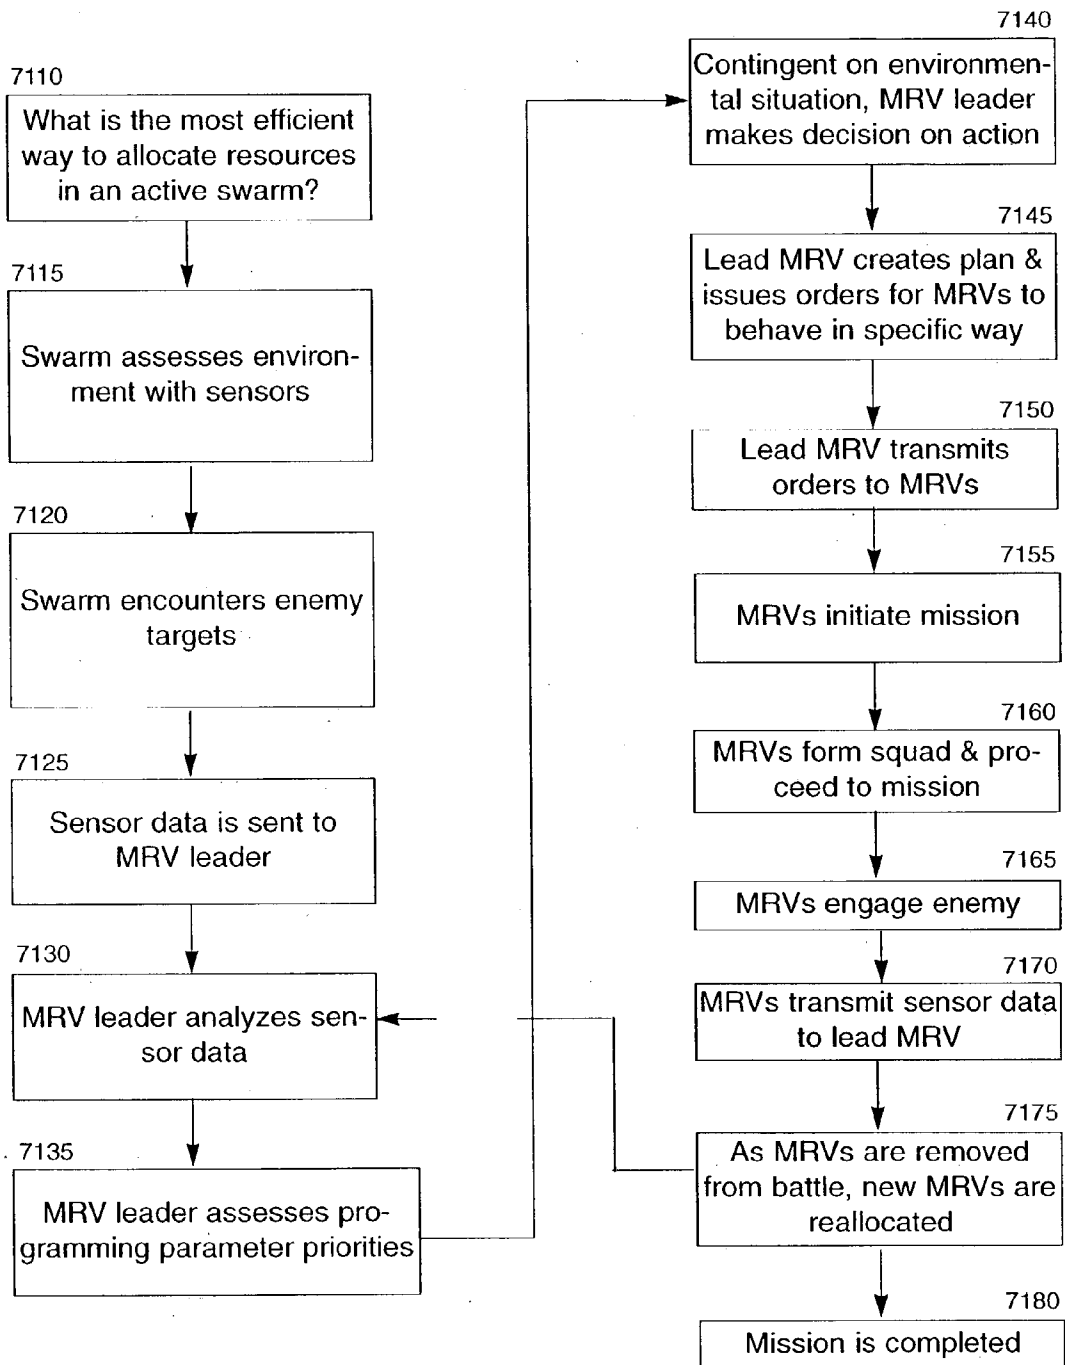 7110
What is the most efficient
way to allocate resources
in an active swarm?
7115
Swarm assesses environ-
ment with sensors
7120
Swarm encounters enemy
targets
7125
Sensor data is sent to
MRV leader
7130
MRV leader analyzes sen-
sor data
7135
MRV leader assesses pro-
gramming parameter priorities
7140
Contingent on environmen-
tal situation, MRV leader
makes decision on action
7145
Lead MRV creates plan &
issues orders for MRVs to
behave in specific way
7150
Lead MRV transmits
orders to MRVs
7155
MRVs initiate mission
7160
MRVs form squad & pro-
ceed to mission
7165
MRVs engage enemy
7170
MRVs transmit sensor data
to lead MRV
7175
As MRVs are removed
from battle, new MRVs are
reallocated
7180
Mission is completed